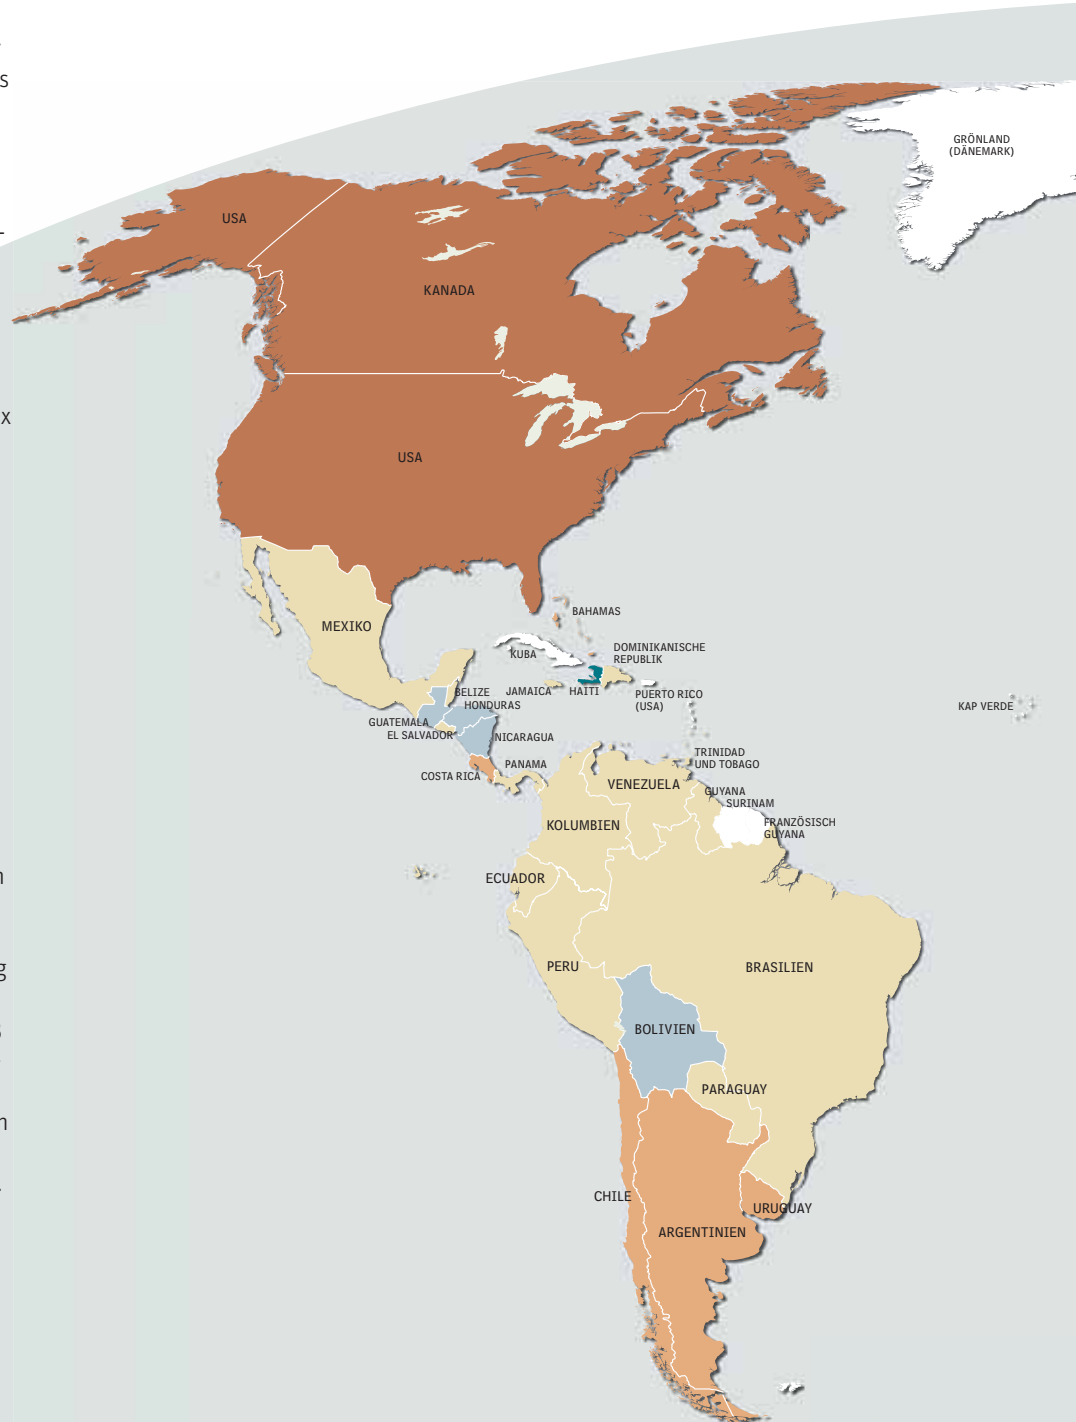 s
GRÖNLAND
(DÄNEMARK)
USA
KANADA
x
USA
BAHAMAS
MEXIKO
KUBA
DOMINIKANISCHE
REPUBLIK
BELIZE
JAMAICA
HAITI
PUERTO RICO
(USA)
HONDURAS
KAP VERDE
GUATEMALA
EL SALVADOR
NICARAGUA
TRINIDAD
UND TOBAGO
PANAMA
COSTA RICA
VENEZUELA
GUYANA
SURINAM
KOLUMBIEN
FRANZÖSISCH
GUYANA
ECUADOR
n
PERU
BRASILIEN
g
BOLIVIEN
PARAGUAY
n
CHILE
URUGUAY
ARGENTINIEN